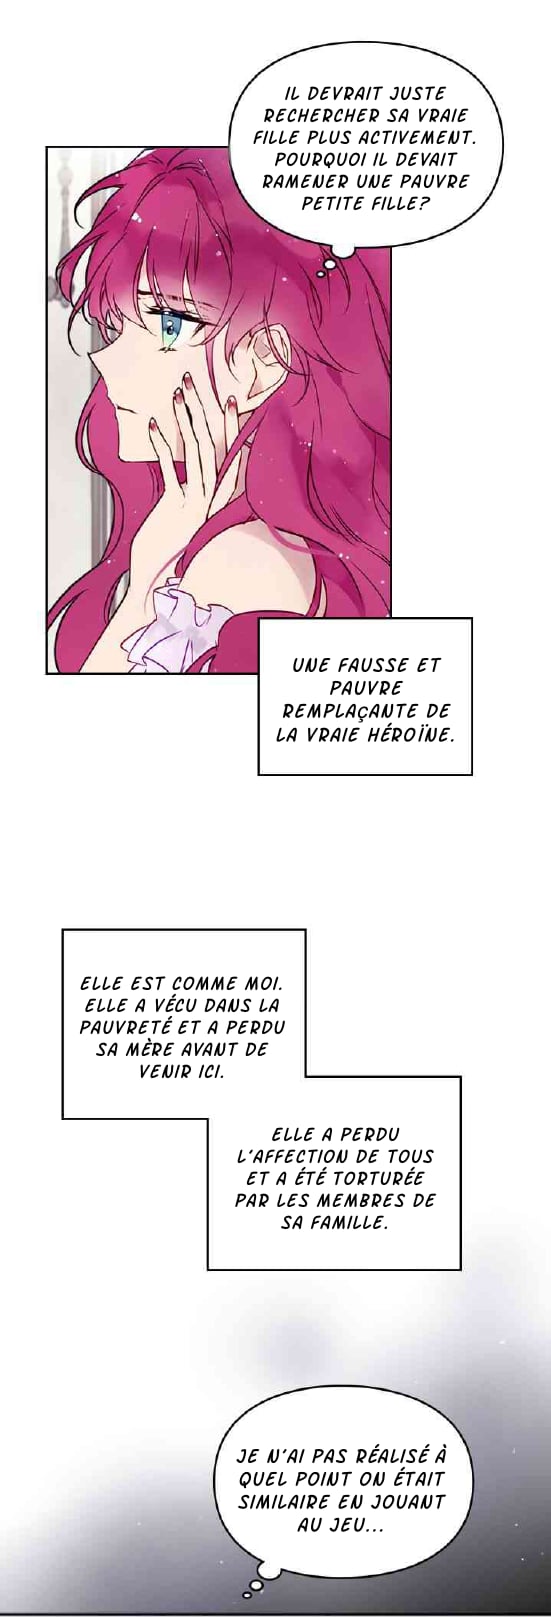 IL DEVRAIT JUSTE
RECHERCHER SA VRAIE
FILLE PLUS ACTIVEMENT.
POURQUOI IL DEVAIT
RAMENER UNE PAUVRE
PETITE FILLE?
UNE FAUSSE ET
PAUVRE
REMPLAÇANTE DE
LA VRAIE HÉROÏNE.
ELLE EST COMME MOI.
ELLE A VÉCU DANS LA
PAUVRETÉ ET A PERDU
SA MÈRE AVANT DE
VENIR ICI.
ELLE A PERDU
L'AFFECTION DE TOUS
ET A ÉTÉ TORTURÉE
PAR LES MEMBRES DE
SA FAMILLE.
JE N'AI PAS RÉALISÉ À
QUEL POINT ON ÉTAIT
SIMILAIRE EN JOUANT
AU JEU...